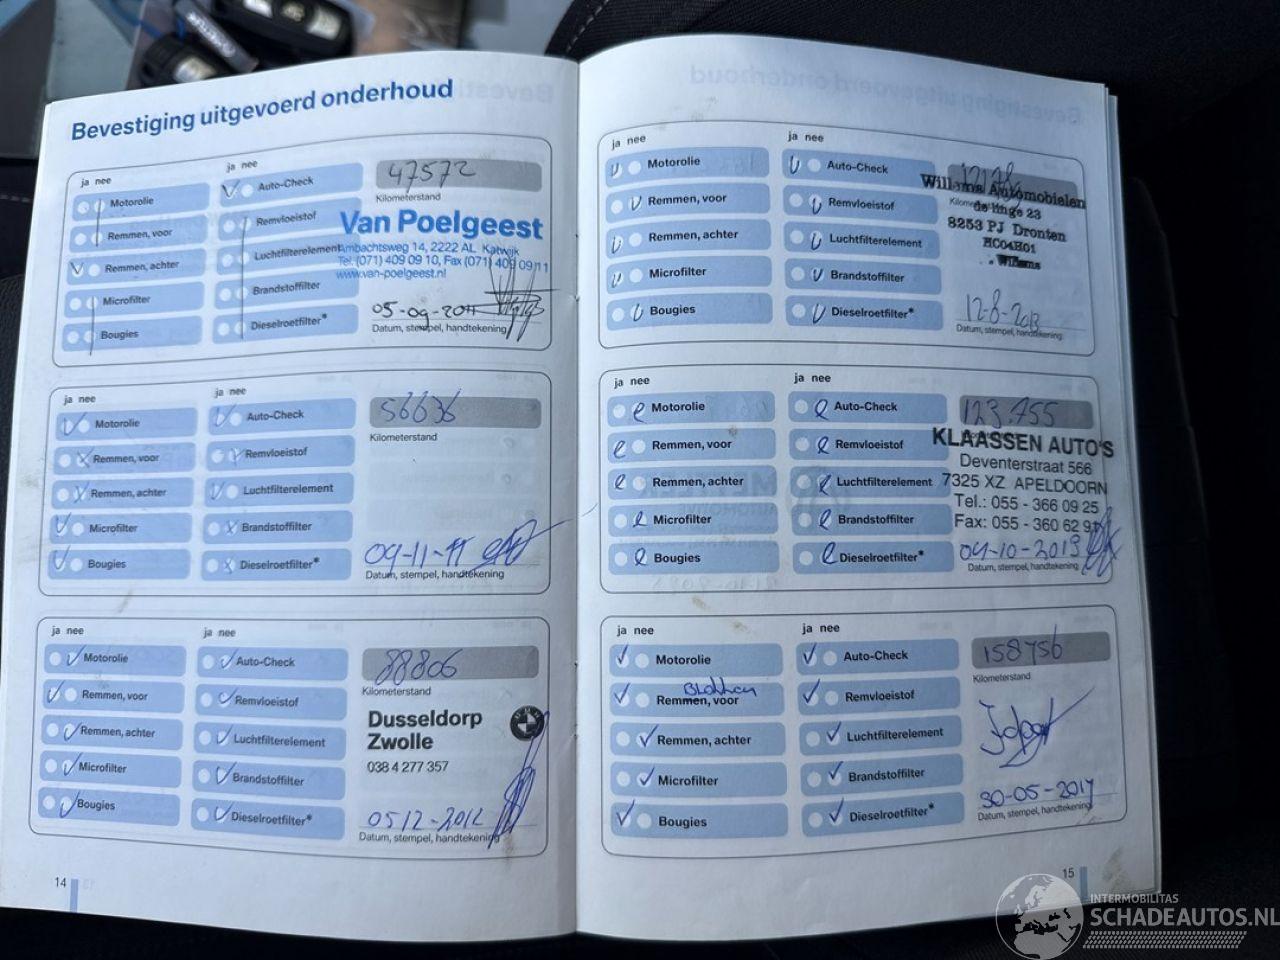 Bevestiging uitgevoerd onderhoud
ja nee
Motorolie
Remmen, voor
Remmen, achter
Microfilter
Bougies
ja nee
Auto-Check
Remvloeistof
Luchtfilterelement
Brandstoffilter
Dieselroetfilter*
47572
Kilometerstand
Van Poelgeest
Ambachtsweg 14, 2222 AL Katwijk
Tel. (071) 409 09 10, Fax (071) 409 09 11
www.van-poelgeest.nl
05-09-2011
Datum, stempel, handtekening
ja nee
Motorolie
Remmen, voor
Remmen, achter
Microfilter
Bougies
ja nee
Auto-Check
Remvloeistof
Luchtfilterelement
Brandstoffilter
Dieselroetfilter*
56636
Kilometerstand
09-11-11
Datum, stempel, handtekening
ja nee
Motorolie
Remmen, voor
Remmen, achter
Microfilter
Bougies
ja nee
Auto-Check
Remvloeistof
Luchtfilterelement
Brandstoffilter
Dieselroetfilter*
88806
Kilometerstand
Dusseldorp
Zwolle
038 4 277 357
0512-2012
Datum, stempel, handtekening
14
ja nee
Motorolie
Remmen, voor
Remmen, achter
Microfilter
Bougies
ja nee
Auto-Check
Remvloeistof
Luchtfilterelement
Brandstoffilter
Dieselroetfilter*
Willems Automobielen
de linge 23
8253 PJ Dronten
Willems
12-8-2013
Datum, stempel, handtekening
ja nee
Motorolie
Remmen, voor
Remmen, achter
Microfilter
Bougies
ja nee
Auto-Check
Remvloeistof
Luchtfilterelement
Brandstoffilter
Dieselroetfilter*
123.755
KLAASSEN AUTO'S
Deventerstraat 566
7325 XZ APELDOORN
Tel.: 055 - 366 09 25
Fax: 055 - 360 62 91
04-10-2013
Datum, stempel, handtekening
ja nee
Motorolie
Blokken
Remmen, voor
Remmen, achter
Microfilter
Bougies
ja nee
Auto-Check
Remvloeistof
Luchtfilterelement
Brandstoffilter
Dieselroetfilter*
158756
Kilometerstand
30-05-2017
Datum, stempel, handtekening
15
INTERMOBILITAS
SCHADEAUTOS.NL